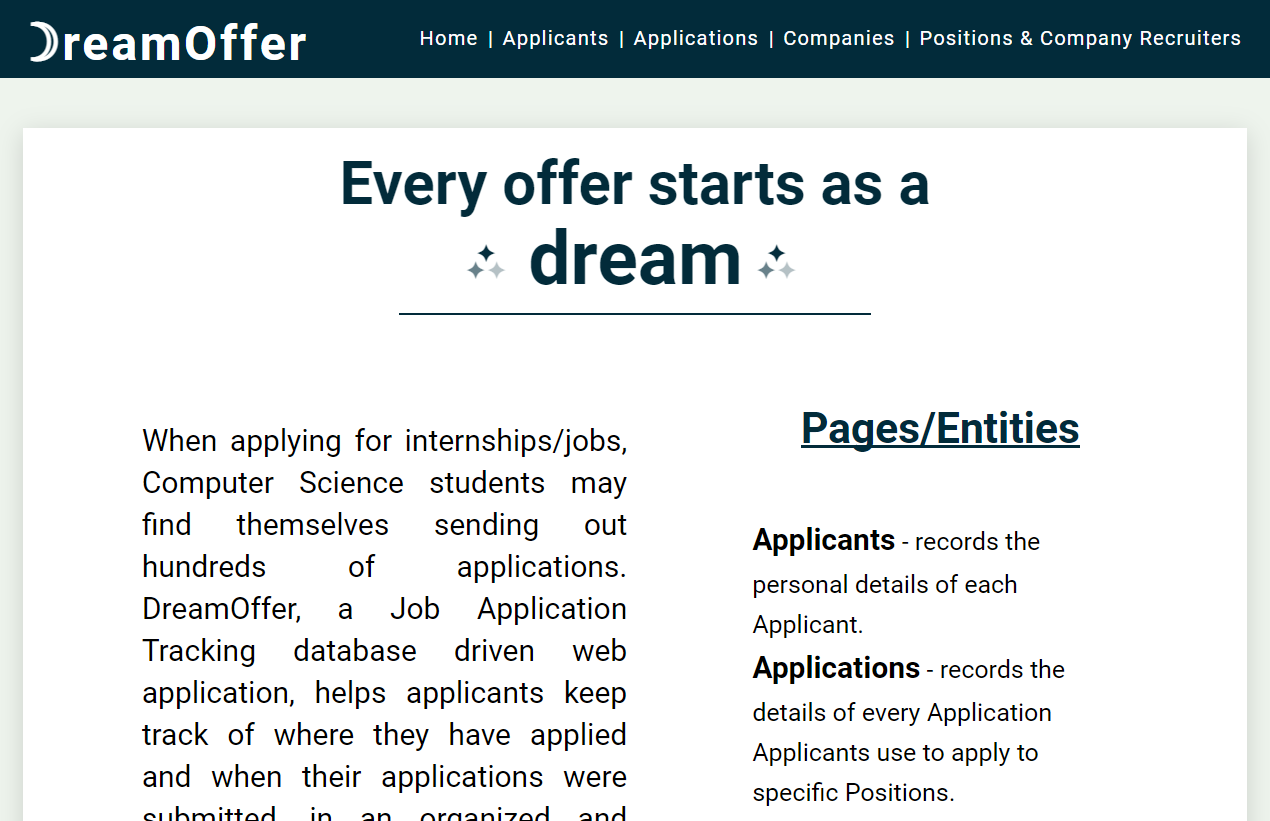 DreamOffer
Home | Applicants | Applications | Companies | Positions & Company Recruiters
Every offer starts as a
dream
When applying for internships/jobs,
Computer Science students may
find themselves sending out
hundreds of applications.
DreamOffer, a Job Application
Tracking database driven web
application, helps applicants keep
track of where they have applied
and when their applications were
submitted, in an organized and
Pages/Entities
Applicants - records the
personal details of each
Applicant.
Applications - records the
details of every Application
Applicants use to apply to
specific Positions.